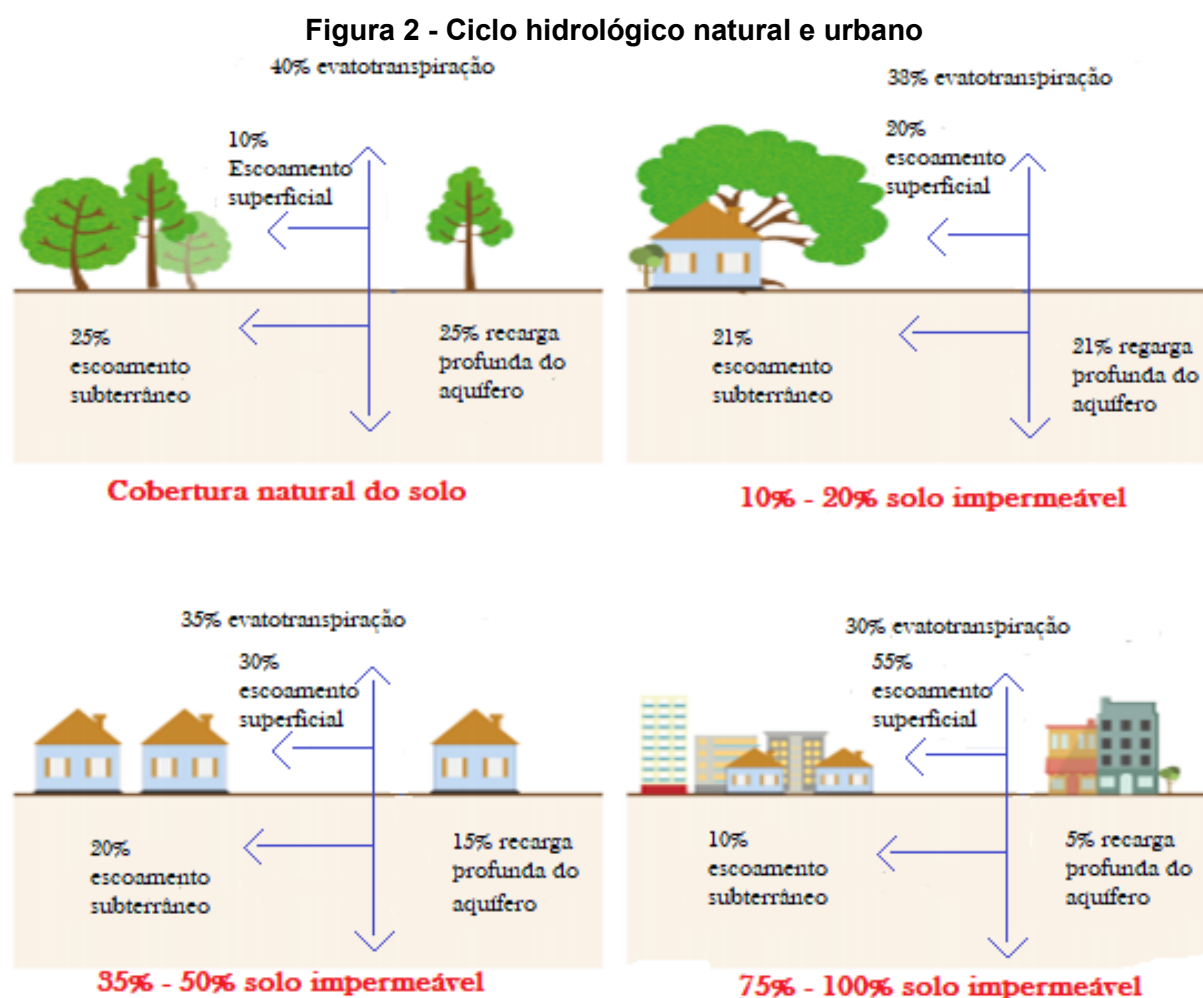 Figura 2 - Ciclo hidrológico natural e urbano
40% evatotranspiração
10%
Escoamento
superficial
25%
escoamento
subterrâneo
25% recarga
profunda do
aquífero
Cobertura natural do solo
38% evatotranspiração
20%
escoamento
superficial
21%
escoamento
subterrâneo
21% regarga
profunda do
aquífero
10% - 20% solo impermeável
35% evatotranspiração
30%
escoamento
superficial
20%
escoamento
subterrâneo
15% recarga
profunda do
aquífero
35% - 50% solo impermeável
30% evatotranspiração
55%
escoamento
superficial
10%
escoamento
subterrâneo
5% recarga
profunda do
aquífero
75% - 100% solo impermeável